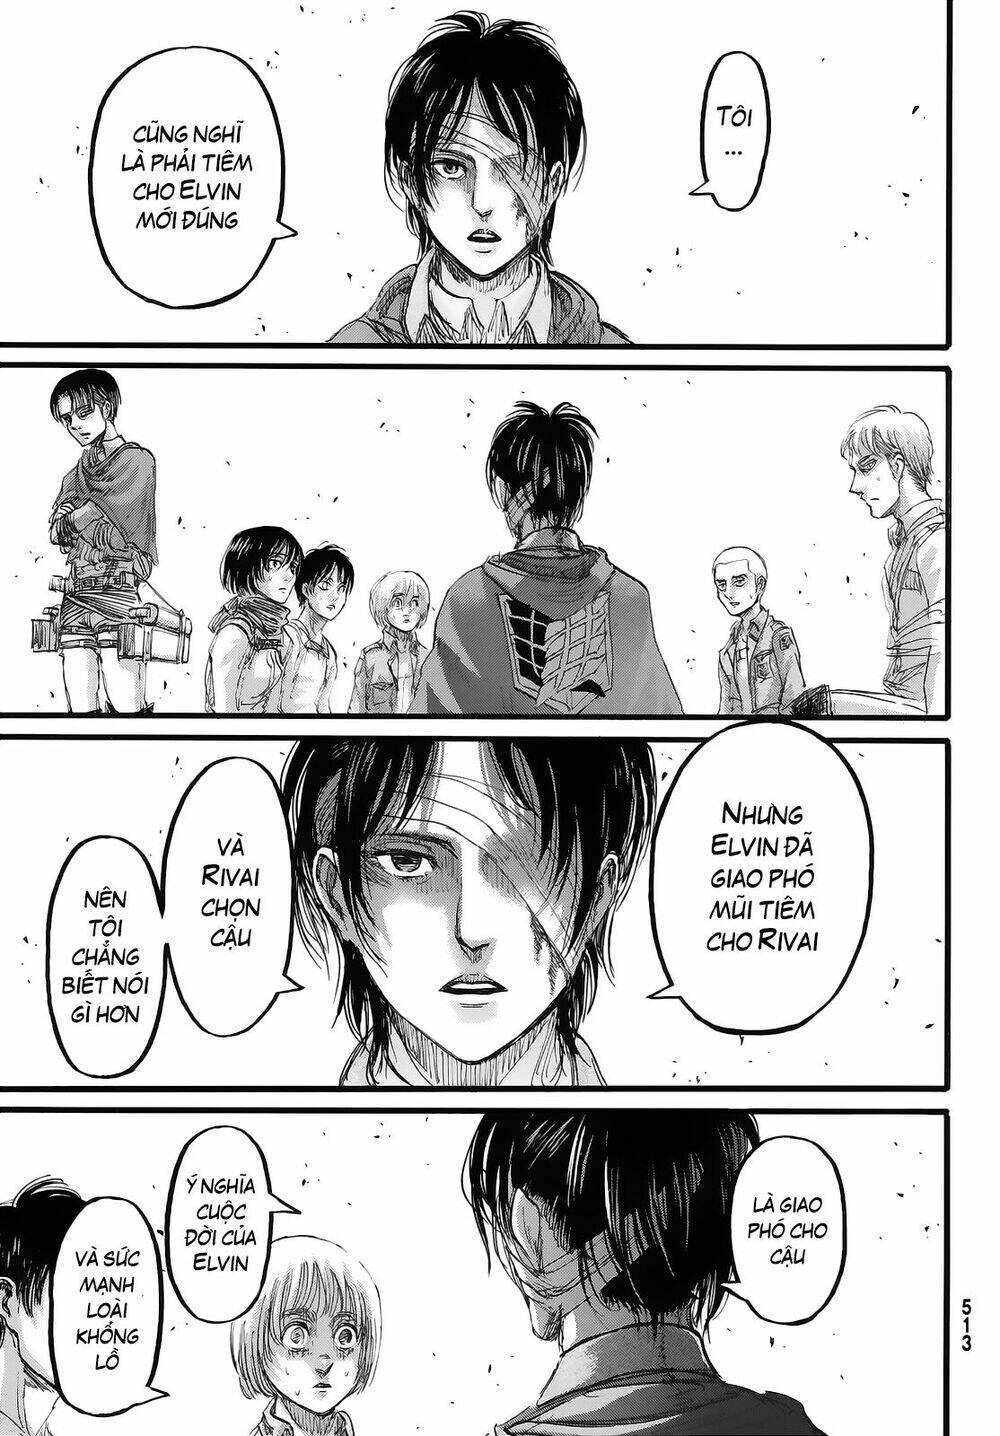 TÔI
...
CŨNG NGHĨ
LÀ PHẢI TIÊM
CHO ELVIN
MỚI ĐÚNG
NHƯNG
ELVIN ĐÃ
GIAO PHÓ
MŨI TIÊM
CHO RIVAI
VÀ
RIVAI
CHỌN
CẬU
NÊN
TÔI
CHẲNG
BIẾT NÓI
GÌ HƠN
LÀ GIAO
PHÓ CHO
CẬU
Ý NGHĨA
CUỘC
ĐỜI CỦA
ELVIN
VÀ SỨC
MẠNH
LOÀI
KHỔNG
LỒ
513